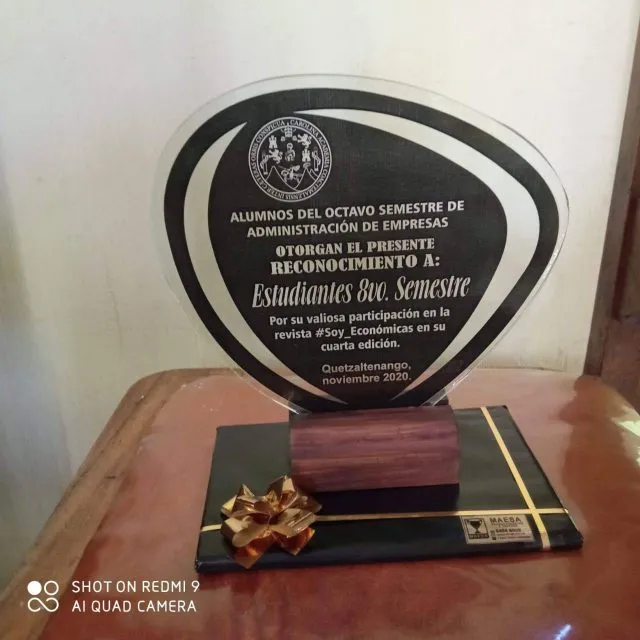 ALUMNOS DEL OCTAVO SEMESTRE DE
ADMINISTRACIÓN DE EMPRESAS
OTORGAN EL PRESENTE
RECONOCIMIENTO A:
Estudiantes 8vo. Semestre
Por su valiosa participación en la
revista #Soy_Económicas en su
cuarta edición.
Quetzaltenango,
noviembre 2020.
MAESA
SHOT ON REDMI 9
AI QUAD CAMERA